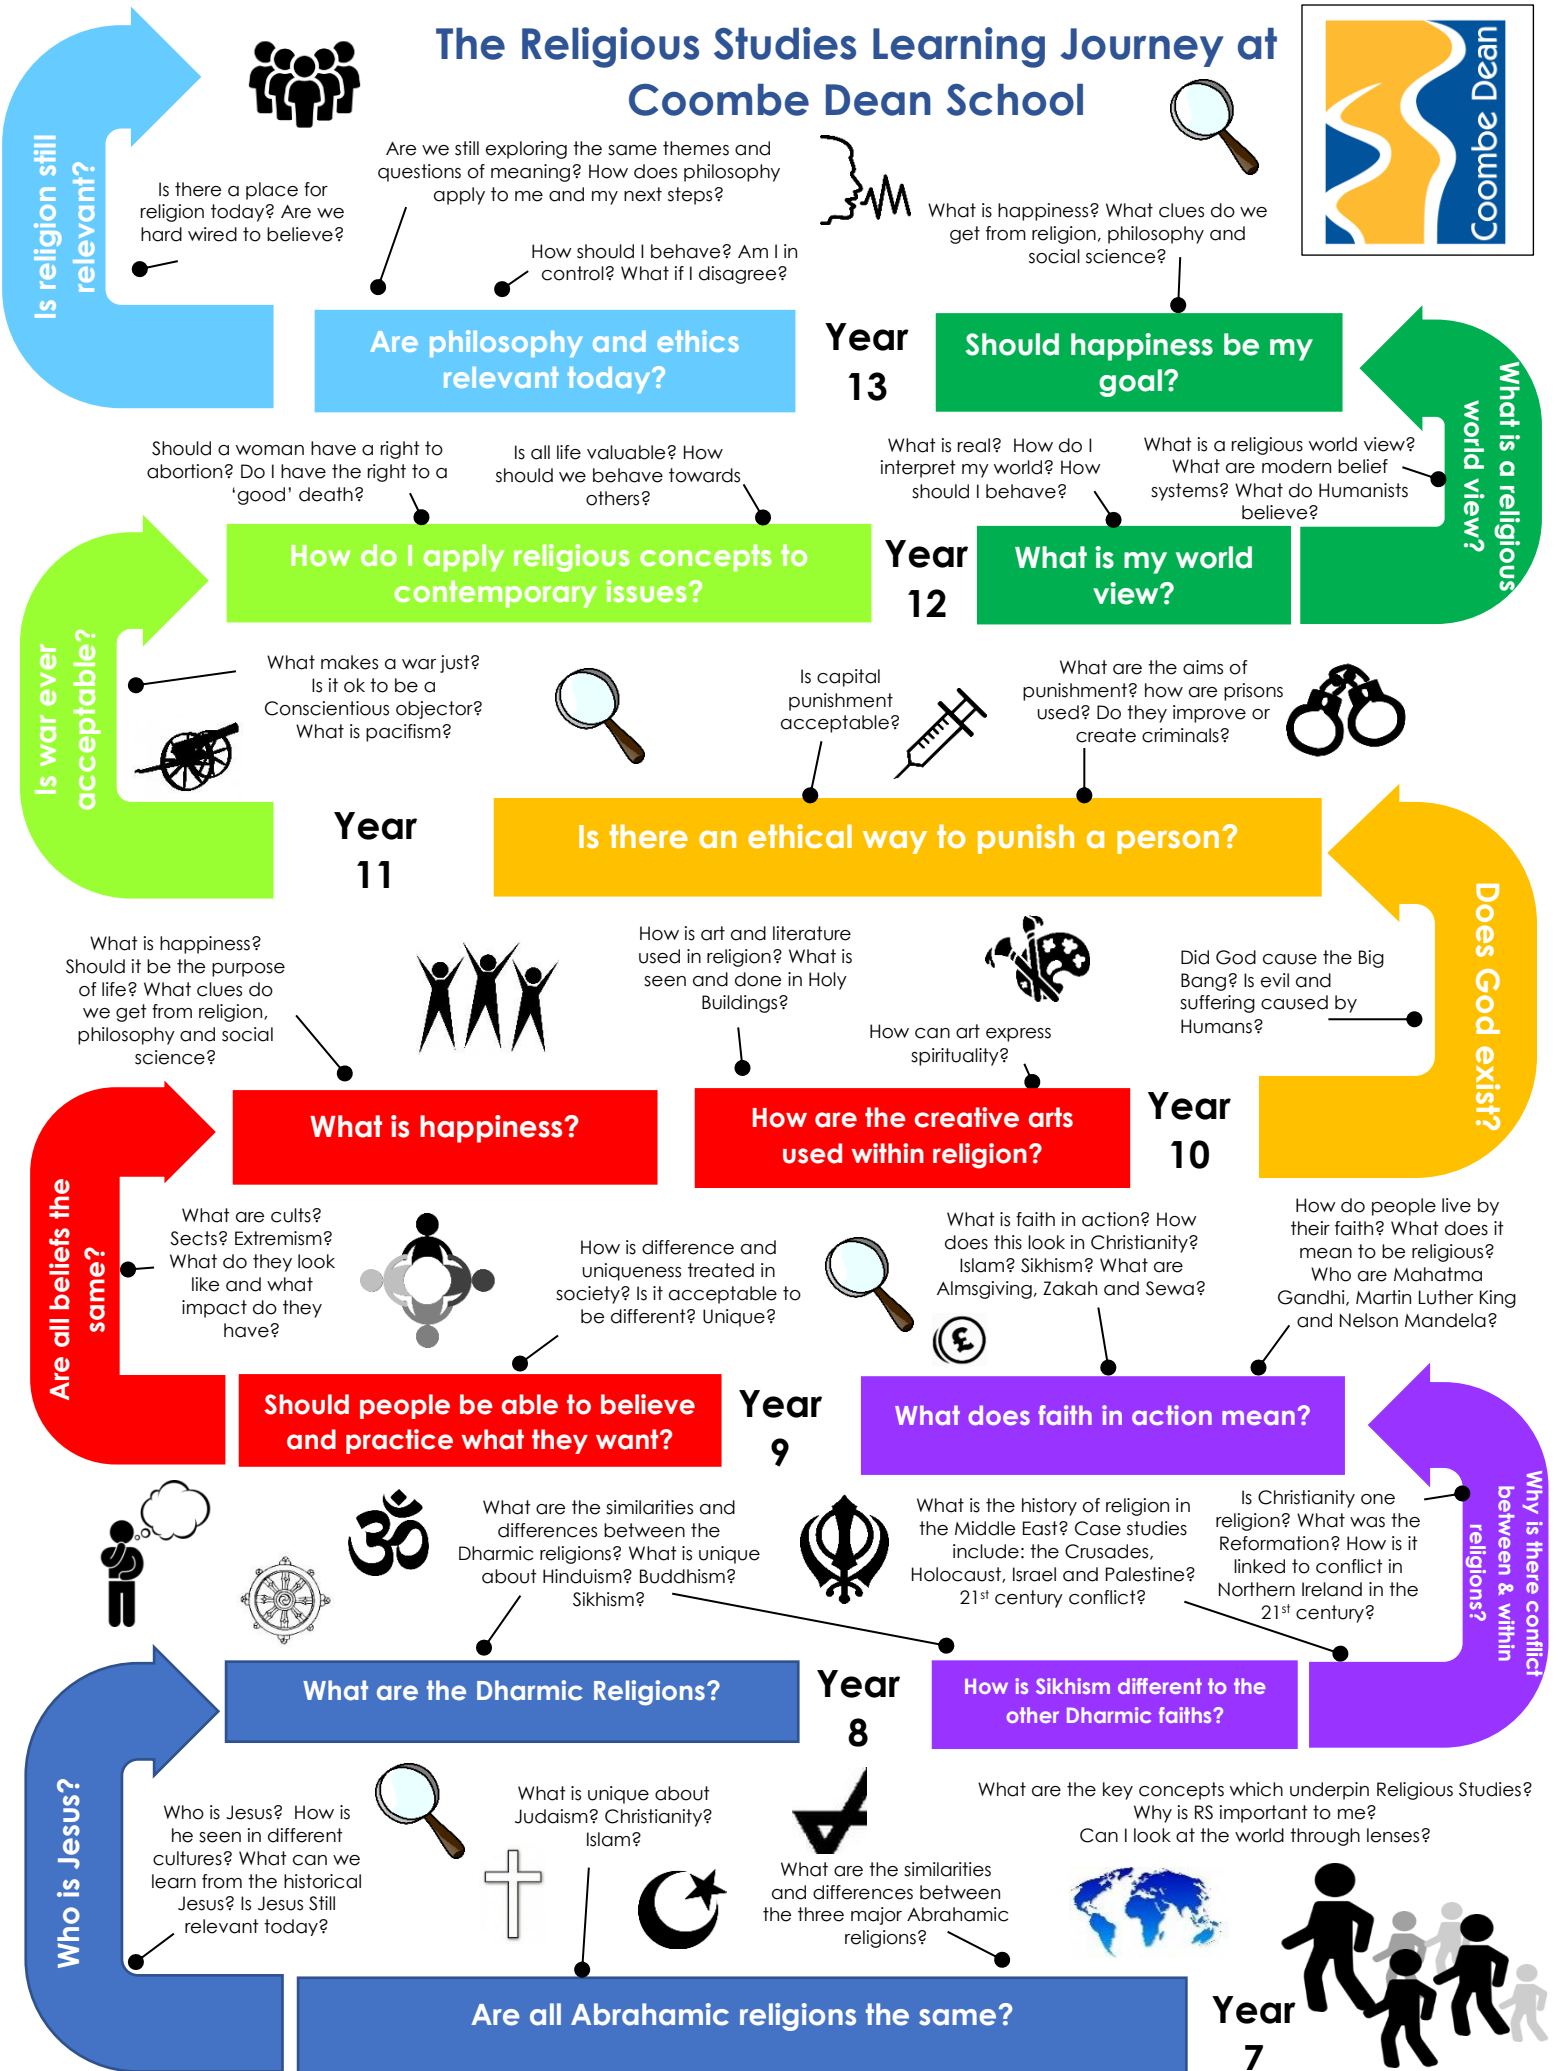 The Religious Studies Learning Journey at
Coombe Dean School
Coombe Dean
Is religion still
relevant?
Is there a place for
religion today? Are we
hard wired to believe?
Are we still exploring the same themes and
questions of meaning? How does philosophy
apply to me and my next steps?
How should I behave? Am I in
control? What if I disagree?
What is happiness? What clues do we
get from religion, philosophy and
social science?
Are philosophy and ethics
relevant today?
Year
13
Should happiness be my
goal?
What is a religious
world view?
Should a woman have a right to
abortion? Do I have the right to a
‘good’ death?
Is all life valuable? How
should we behave towards
others?
What is real?  How do I
interpret my world? How
should I behave?
What is a religious world view?
What are modern belief
systems? What do Humanists
believe?
How do I apply religious concepts to
contemporary issues?
Year
12
What is my world
view?
Is war ever
acceptable?
What makes a war just?
Is it ok to be a
Conscientious objector?
What is pacifism?
Is capital
punishment
acceptable?
What are the aims of
punishment? how are prisons
used? Do they improve or
create criminals?
Year
11
Is there an ethical way to punish a person?
Does God exist?
What is happiness?
Should it be the purpose
of life? What clues do
we get from religion,
philosophy and social
science?
How is art and literature
used in religion? What is
seen and done in Holy
Buildings?
How can art express
spirituality?
Did God cause the Big
Bang? Is evil and
suffering caused by
Humans?
What is happiness?
How are the creative arts
used within religion?
Year
10
Are all beliefs the
same?
What are cults?
Sects? Extremism?
What do they look
like and what
impact do they
have?
How is difference and
uniqueness treated in
society? Is it acceptable to
be different? Unique?
What is faith in action? How
does this look in Christianity?
Islam? Sikhism? What are
Almsgiving, Zakah and Sewa?
How do people live by
their faith? What does it
mean to be religious?
Who are Mahatma
Gandhi, Martin Luther King
and Nelson Mandela?
£
Should people be able to believe
and practice what they want?
Year
9
What does faith in action mean?
Why is there conflict
between & within
religions?
ॐ
What are the similarities and
differences between the
Dharmic religions? What is unique
about Hinduism? Buddhism?
Sikhism?
What is the history of religion in
the Middle East? Case studies
include: the Crusades,
Holocaust, Israel and Palestine?
21st century conflict?
Is Christianity one
religion? What was the
Reformation? How is it
linked to conflict in
Northern Ireland in the
21st century?
What are the Dharmic Religions?
Year
8
How is Sikhism different to the
other Dharmic faiths?
Who is Jesus?
Who is Jesus?  How is
he seen in different
cultures? What can we
learn from the historical
Jesus? Is Jesus Still
relevant today?
What is unique about
Judaism? Christianity?
Islam?
What are the similarities
and differences between
the three major Abrahamic
religions?
What are the key concepts which underpin Religious Studies?
Why is RS important to me?
Can I look at the world through lenses?
Are all Abrahamic religions the same?
Year
7